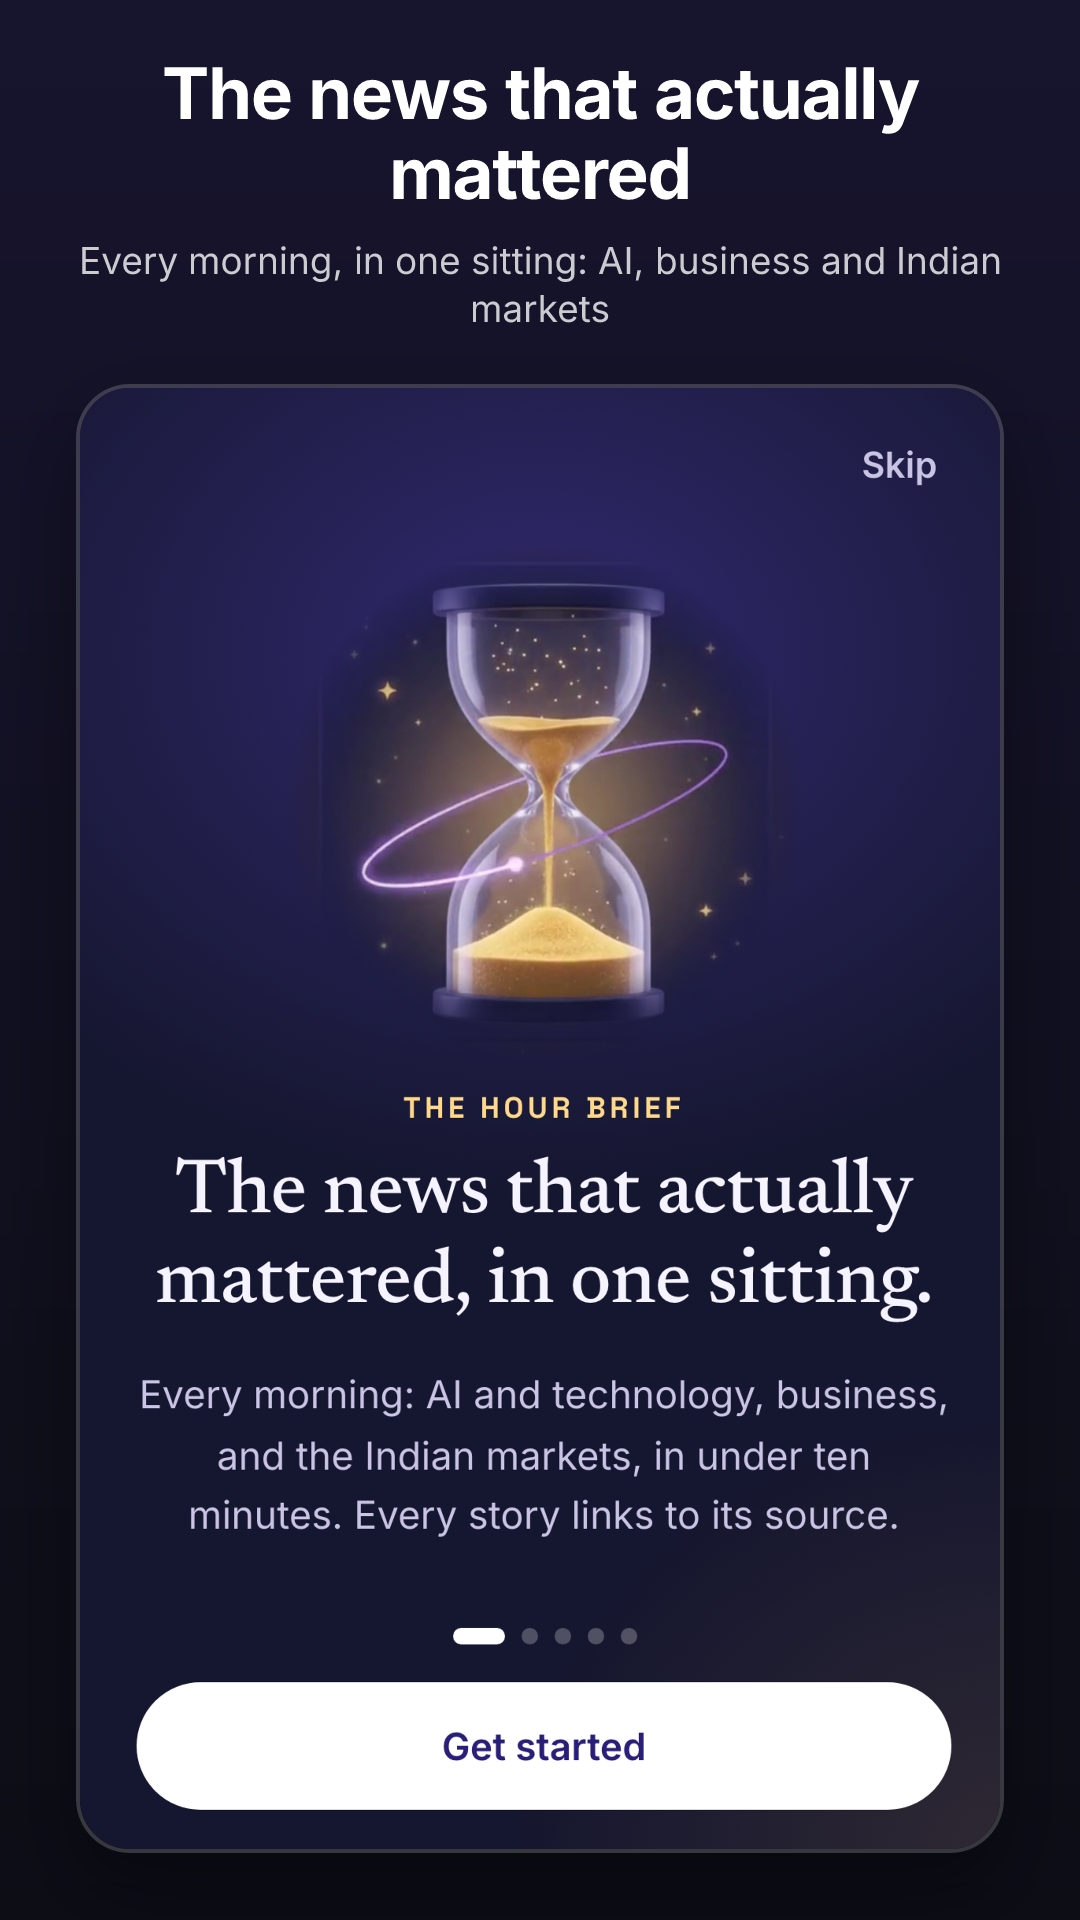 The news that actually
mattered
Every morning, in one sitting: AI, business and Indian
markets
Skip
THE HOUR BRIEF
The news that actually
mattered, in one sitting.
Every morning: AI and technology, business,
and the Indian markets, in under ten
minutes. Every story links to its source.
Get started